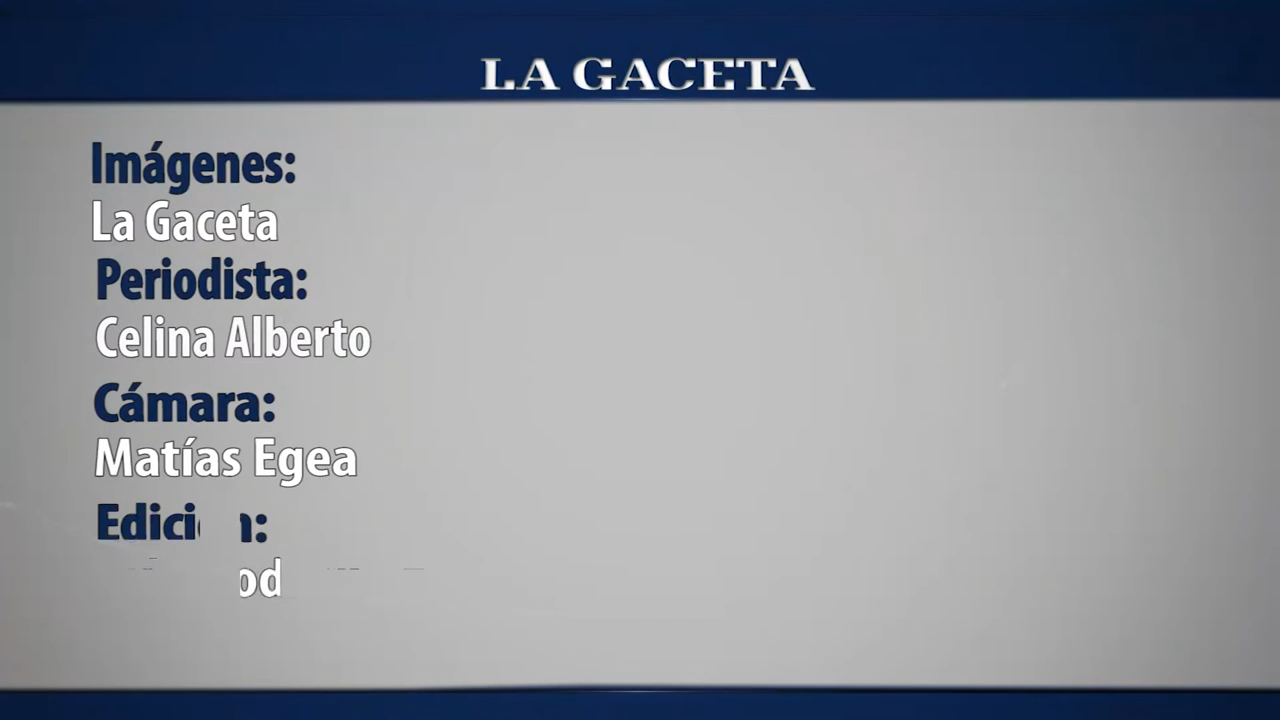 LA GACETA
Imágenes:
La Gaceta
Periodista:
Celina Alberto
Cámara:
Matías Egea